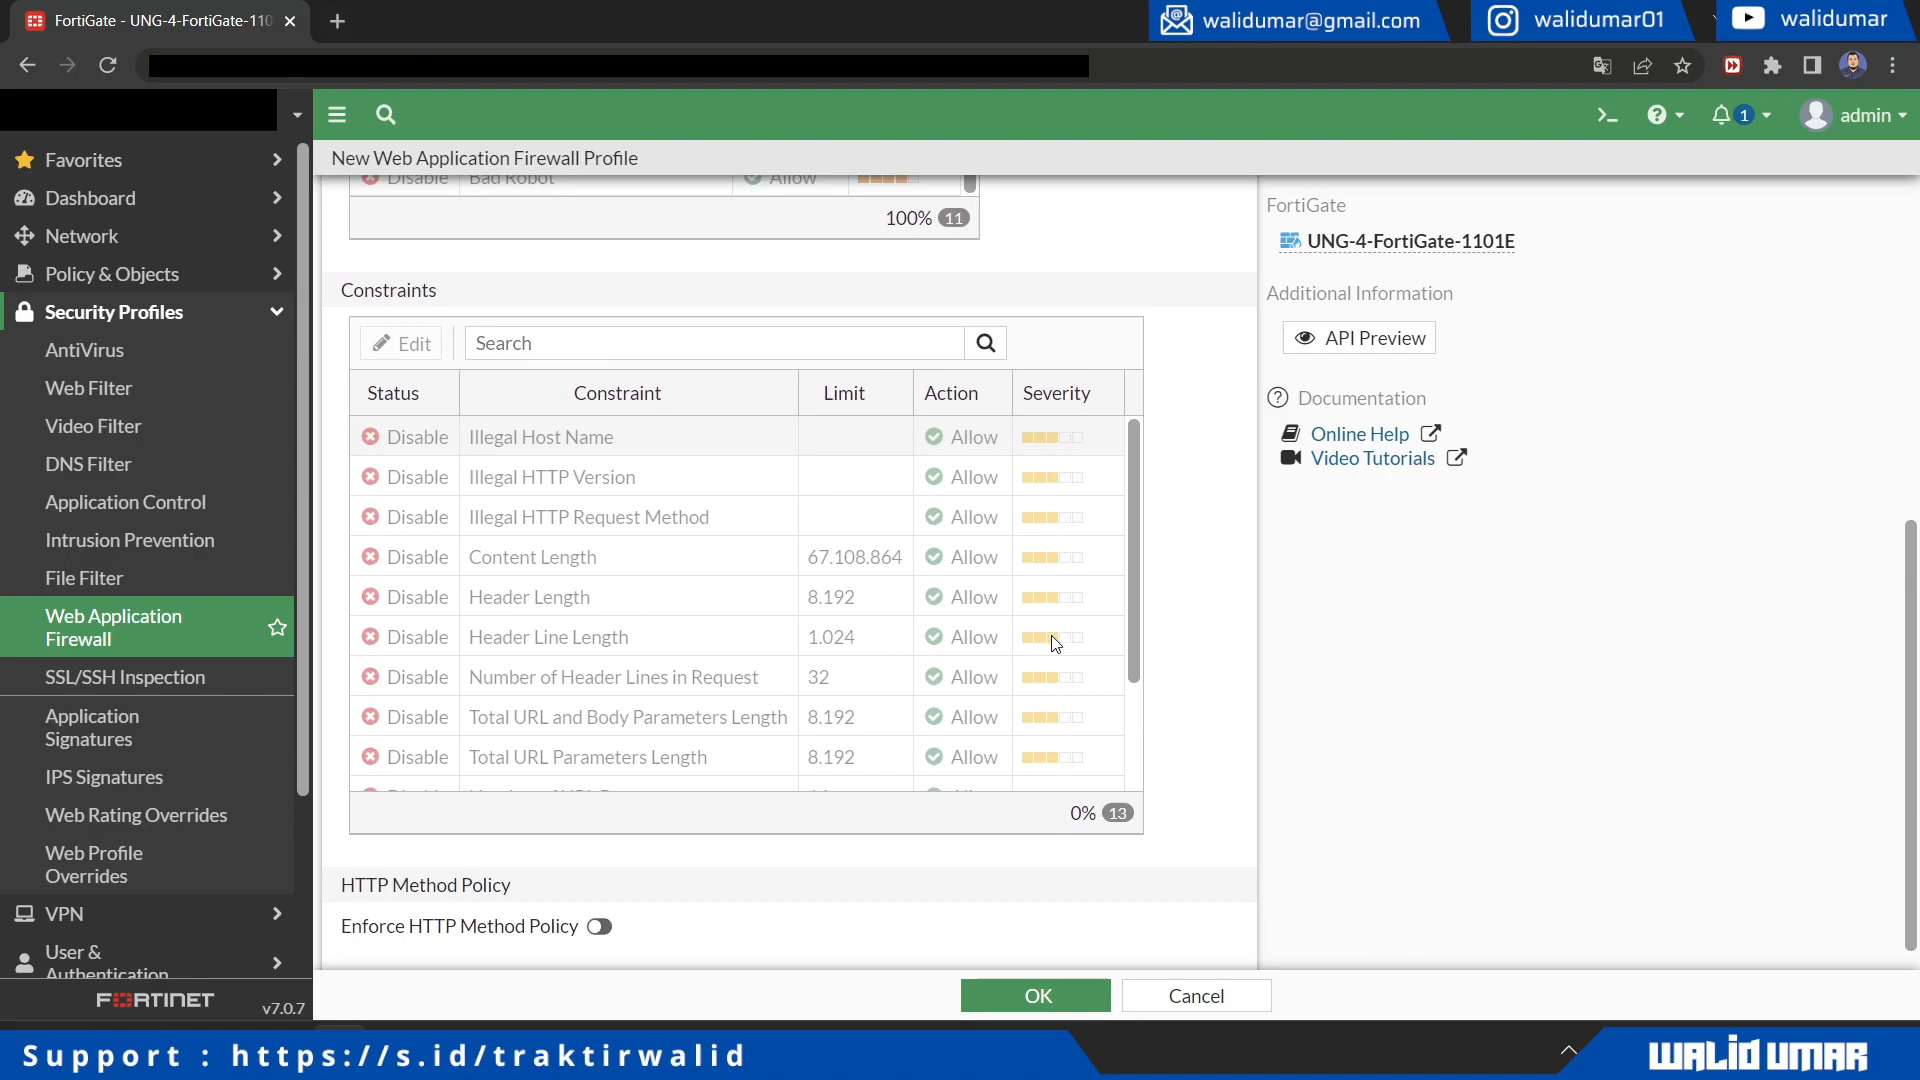 FortiGate - UNG-4-FortiGate-110
walidumar@gmail.com
walidumar01
walidumar
1
admin
Favorites
Dashboard
Network
Policy & Objects
Security Profiles
AntiVirus
Web Filter
Video Filter
DNS Filter
Application Control
Intrusion Prevention
File Filter
Web Application
Firewall
SSL/SSH Inspection
Application
Signatures
IPS Signatures
Web Rating Overrides
Web Profile
Overrides
VPN
User &
Authentication
FORTINET
v7.0.7
New Web Application Firewall Profile
Disable Bad Robot Allow
100% 11
Constraints
Edit Search
Status Constraint Limit Action Severity
Disable Illegal Host Name Allow
Disable Illegal HTTP Version Allow
Disable Illegal HTTP Request Method Allow
Disable Content Length 67.108.864 Allow
Disable Header Length 8.192 Allow
Disable Header Line Length 1.024 Allow
Disable Number of Header Lines in Request 32 Allow
Disable Total URL and Body Parameters Length 8.192 Allow
Disable Total URL Parameters Length 8.192 Allow
0% 13
HTTP Method Policy
Enforce HTTP Method Policy
OK
Cancel
FortiGate
UNG-4-FortiGate-1101E
Additional Information
API Preview
Documentation
Online Help
Video Tutorials
Support : https://s.id/traktirwalid
WALID UMAR